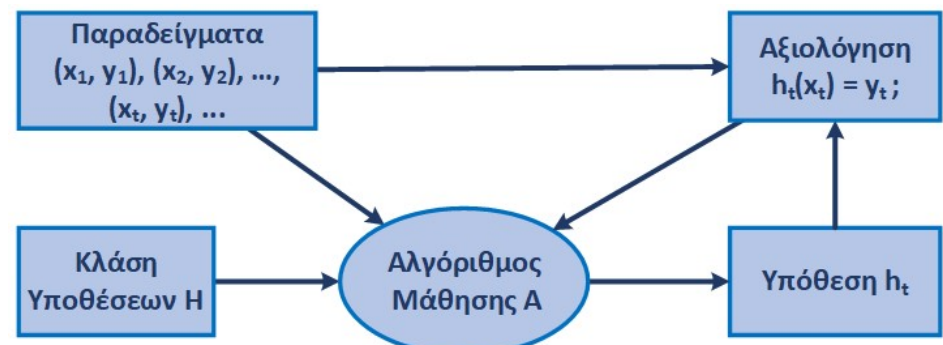 Παραδείγματα
(x₁, y₁), (x₂, y₂), ...,
(xₜ, yₜ), ...
Αξιολόγηση
hₜ(xₜ) = yₜ ;
Κλάση
Υποθέσεων Η
Αλγόριθμος
Μάθησης Α
Υπόθεση hₜ